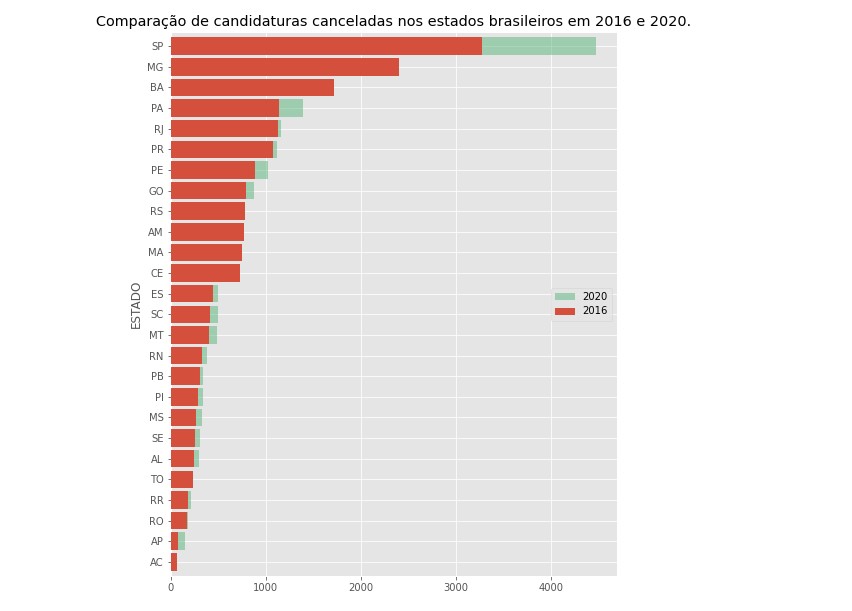 Comparação de candidaturas canceladas nos estados brasileiros em 2016 e 2020.
SP
MG
BA
PA
RJ
PR
PE
GO
RS
AM
MA
CE
ES
SC
MT
RN
PB
PI
MS
SE
AL
TO
RR
RO
AP
AC
ESTADO
2020
2016
0 1000 2000 3000 4000